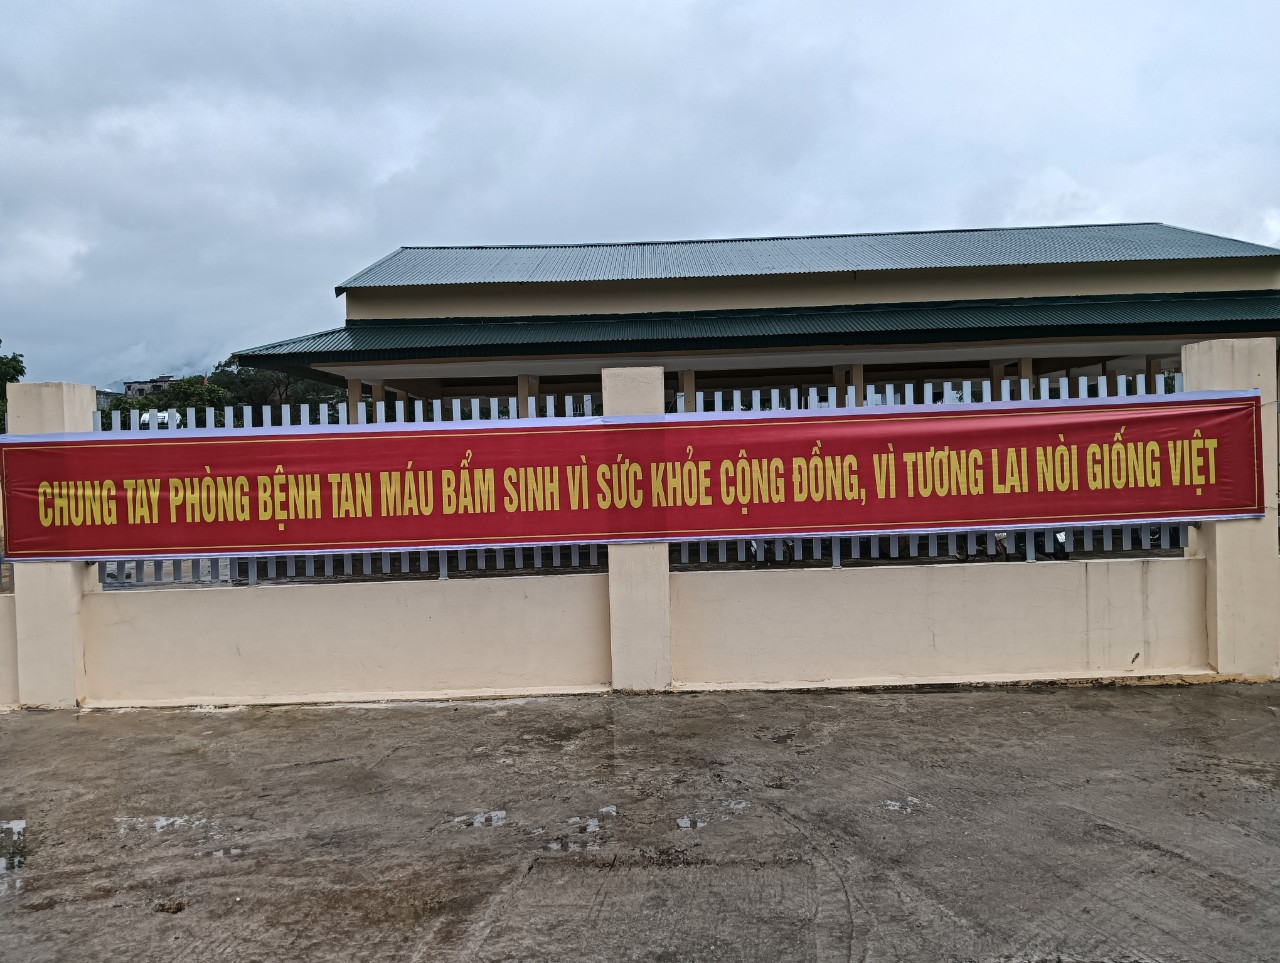 CHUNG TAY PHÒNG BỆNH TAN MÁU BẨM SINH VÌ SỨC KHỎE CỘNG ĐỒNG, VÌ TƯƠNG LAI NÒI GIỐNG VIỆT